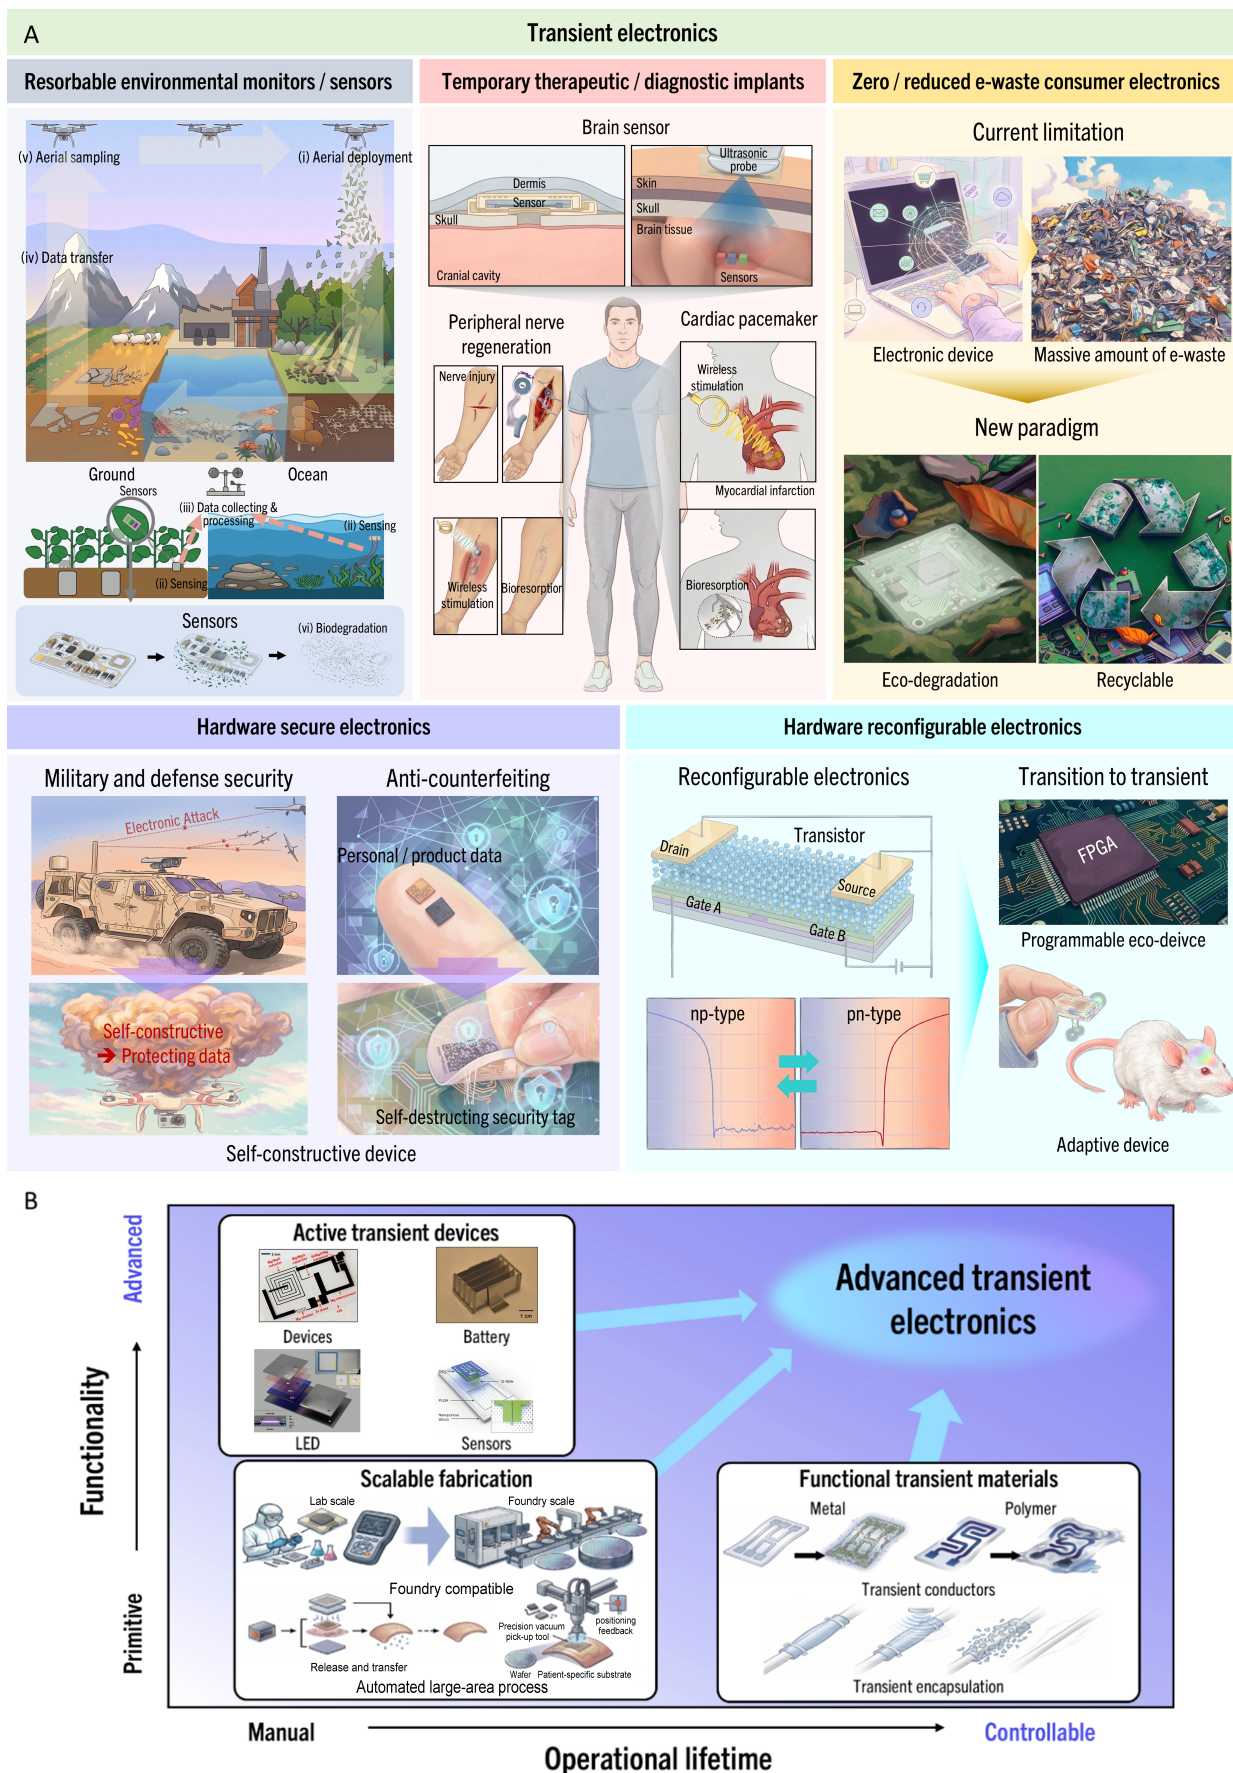 A
Transient electronics
Resorbable environmental monitors / sensors
(v) Aerial sampling
(i) Aerial deployment
(iv) Data transfer
Ground
Ocean
Sensors
(iii) Data collecting &
processing
(ii) Sensing
(ii) Sensing
Sensors
(vi) Biodegradation
Temporary therapeutic / diagnostic implants
Brain sensor
Dermis
Sensor
Skull
Cranial cavity
Ultrasonic
probe
Skin
Skull
Brain tissue
Sensors
Peripheral nerve
regeneration
Nerve injury
Wireless
stimulation
Bioresorption
Cardiac pacemaker
Wireless
stimulation
Myocardial infarction
Bioresorption
Zero / reduced e-waste consumer electronics
Current limitation
Electronic device
Massive amount of e-waste
New paradigm
Eco-degradation
Recyclable
Hardware secure electronics
Military and defense security
Electronic Attack
Self-constructive
➔ Protecting data
Anti-counterfeiting
Personal / product data
Self-destructing security tag
Self-constructive device
Hardware reconfigurable electronics
Reconfigurable electronics
Transistor
Drain
Source
Gate A
Gate B
np-type
pn-type
Transition to transient
FPGA
Programmable eco-deivce
Adaptive device
B
Functionality
Advanced
Primitive
Active transient devices
Devices
Battery
1 cm
LED
Sensors
PLGA
Scalable fabrication
Lab scale
Foundry scale
Foundry compatible
Release and transfer
Precision vacuum
pick-up tool
positioning
feedback
Wafer
Patient-specific substrate
Automated large-area process
Functional transient materials
Metal
Polymer
Transient conductors
Transient encapsulation
Advanced transient
electronics
Manual
Controllable
Operational lifetime